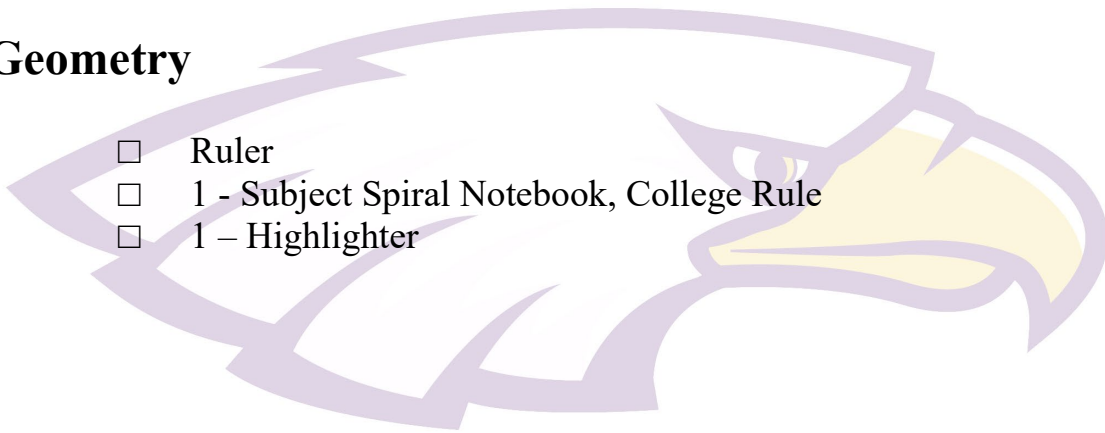 Geometry
☐ Ruler
☐ 1 - Subject Spiral Notebook, College Rule
☐ 1 – Highlighter